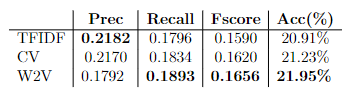 Prec Recall Fscore Acc(%)
TFIDF 0.2182 0.1796 0.1590 20.91%
CV 0.2170 0.1834 0.1620 21.23%
W2V 0.1792 0.1893 0.1656 21.95%